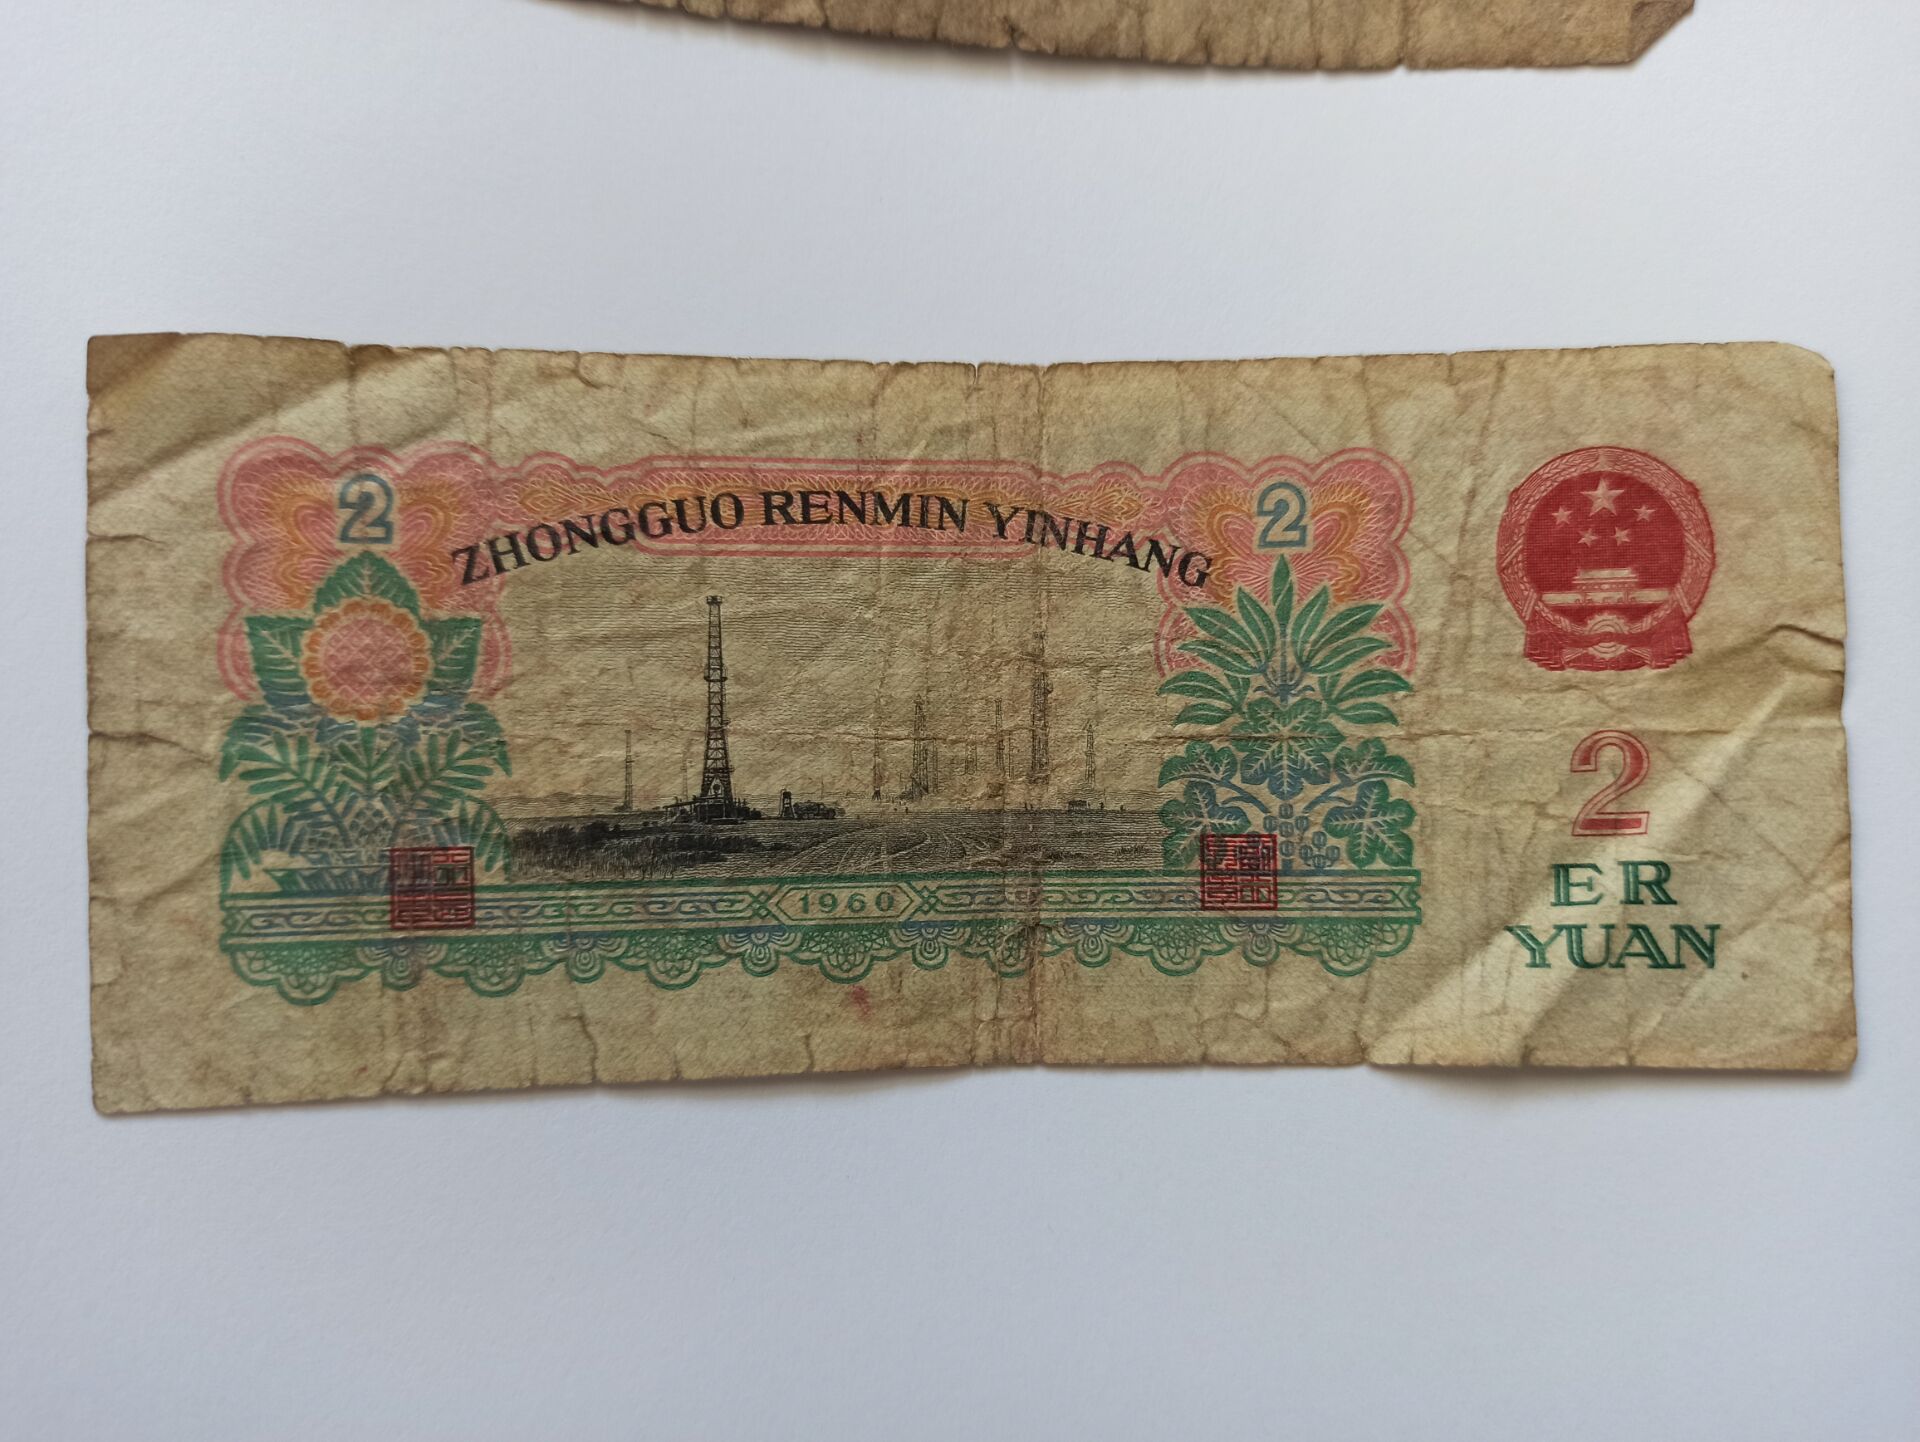 2
ZHONGGUO RENMIN YINHANG
2
1960
2
ER
YUAN